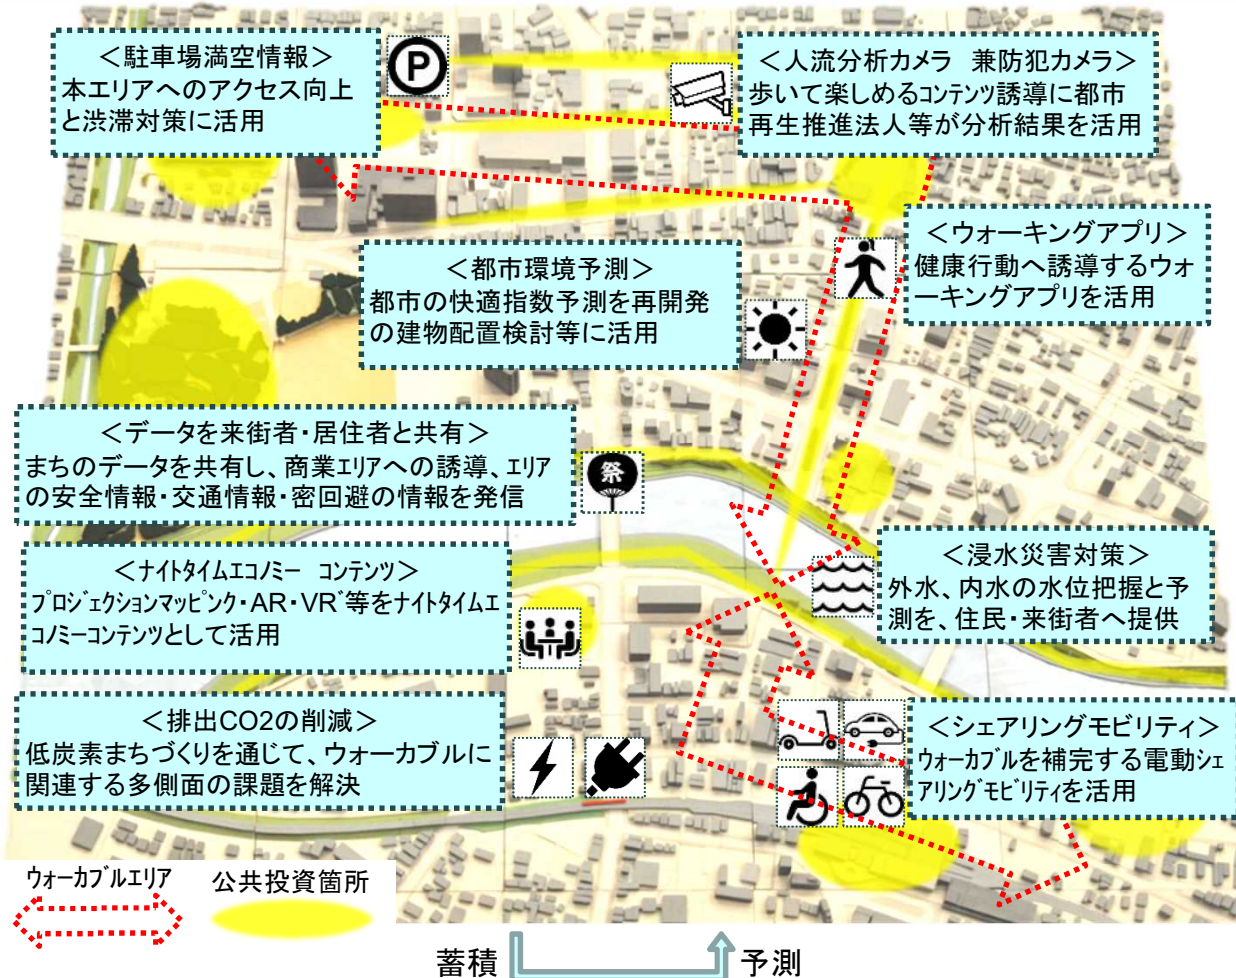 <駐車場満空情報>
本エリアへのアクセス向上
と渋滞対策に活用
P
<人流分析カメラ 兼防犯カメラ>
歩いて楽しめるコンテンツ誘導に都市
再生推進法人等が分析結果を活用
<ウォーキングアプリ>
健康行動へ誘導するウォ
ーキングアプリを活用
<都市環境予測>
都市の快適指数予測を再開発
の建物配置検討等に活用
<データを来街者・居住者と共有>
まちのデータを共有し、商業エリアへの誘導、エリア
の安全情報・交通情報・密回避の情報を発信
祭
<ナイトタイムエコノミー コンテンツ>
プロジェクションマッピンク・AR・VR゛等をナイトタイムエ
コノミーコンテンツとして活用
<浸水災害対策>
外水、内水の水位把握と予
測を、住民・来街者へ提供
<排出CO2の削減>
低炭素まちづくりを通じて、ウォーカブルに
関連する多側面の課題を解決
<シェアリングモビリティ>
ウォーカブルを補完する電動シェ
アリングモビリティを活用
ウォーカブルエリア
公共投資箇所
蓄積
予測